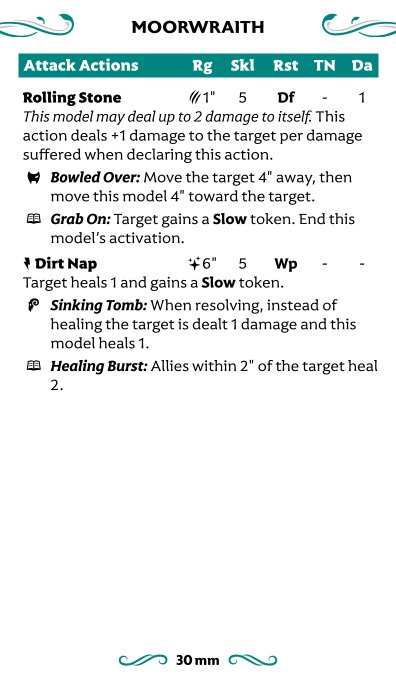 MOORWRAITH
Attack Actions Rg Skl Rst TN Da
Rolling Stone 1" 5 Df - 1
This model may deal up to 2 damage to itself. This
action deals +1 damage to the target per damage
suffered when declaring this action.
Bowled Over: Move the target 4" away, then
move this model 4" toward the target.
Grab On: Target gains a Slow token. End this
model's activation.
Dirt Nap 6" 5 Wp - -
Target heals 1 and gains a Slow token.
Sinking Tomb: When resolving, instead of
healing the target is dealt 1 damage and this
model heals 1.
Healing Burst: Allies within 2" of the target heal
2.
30 mm